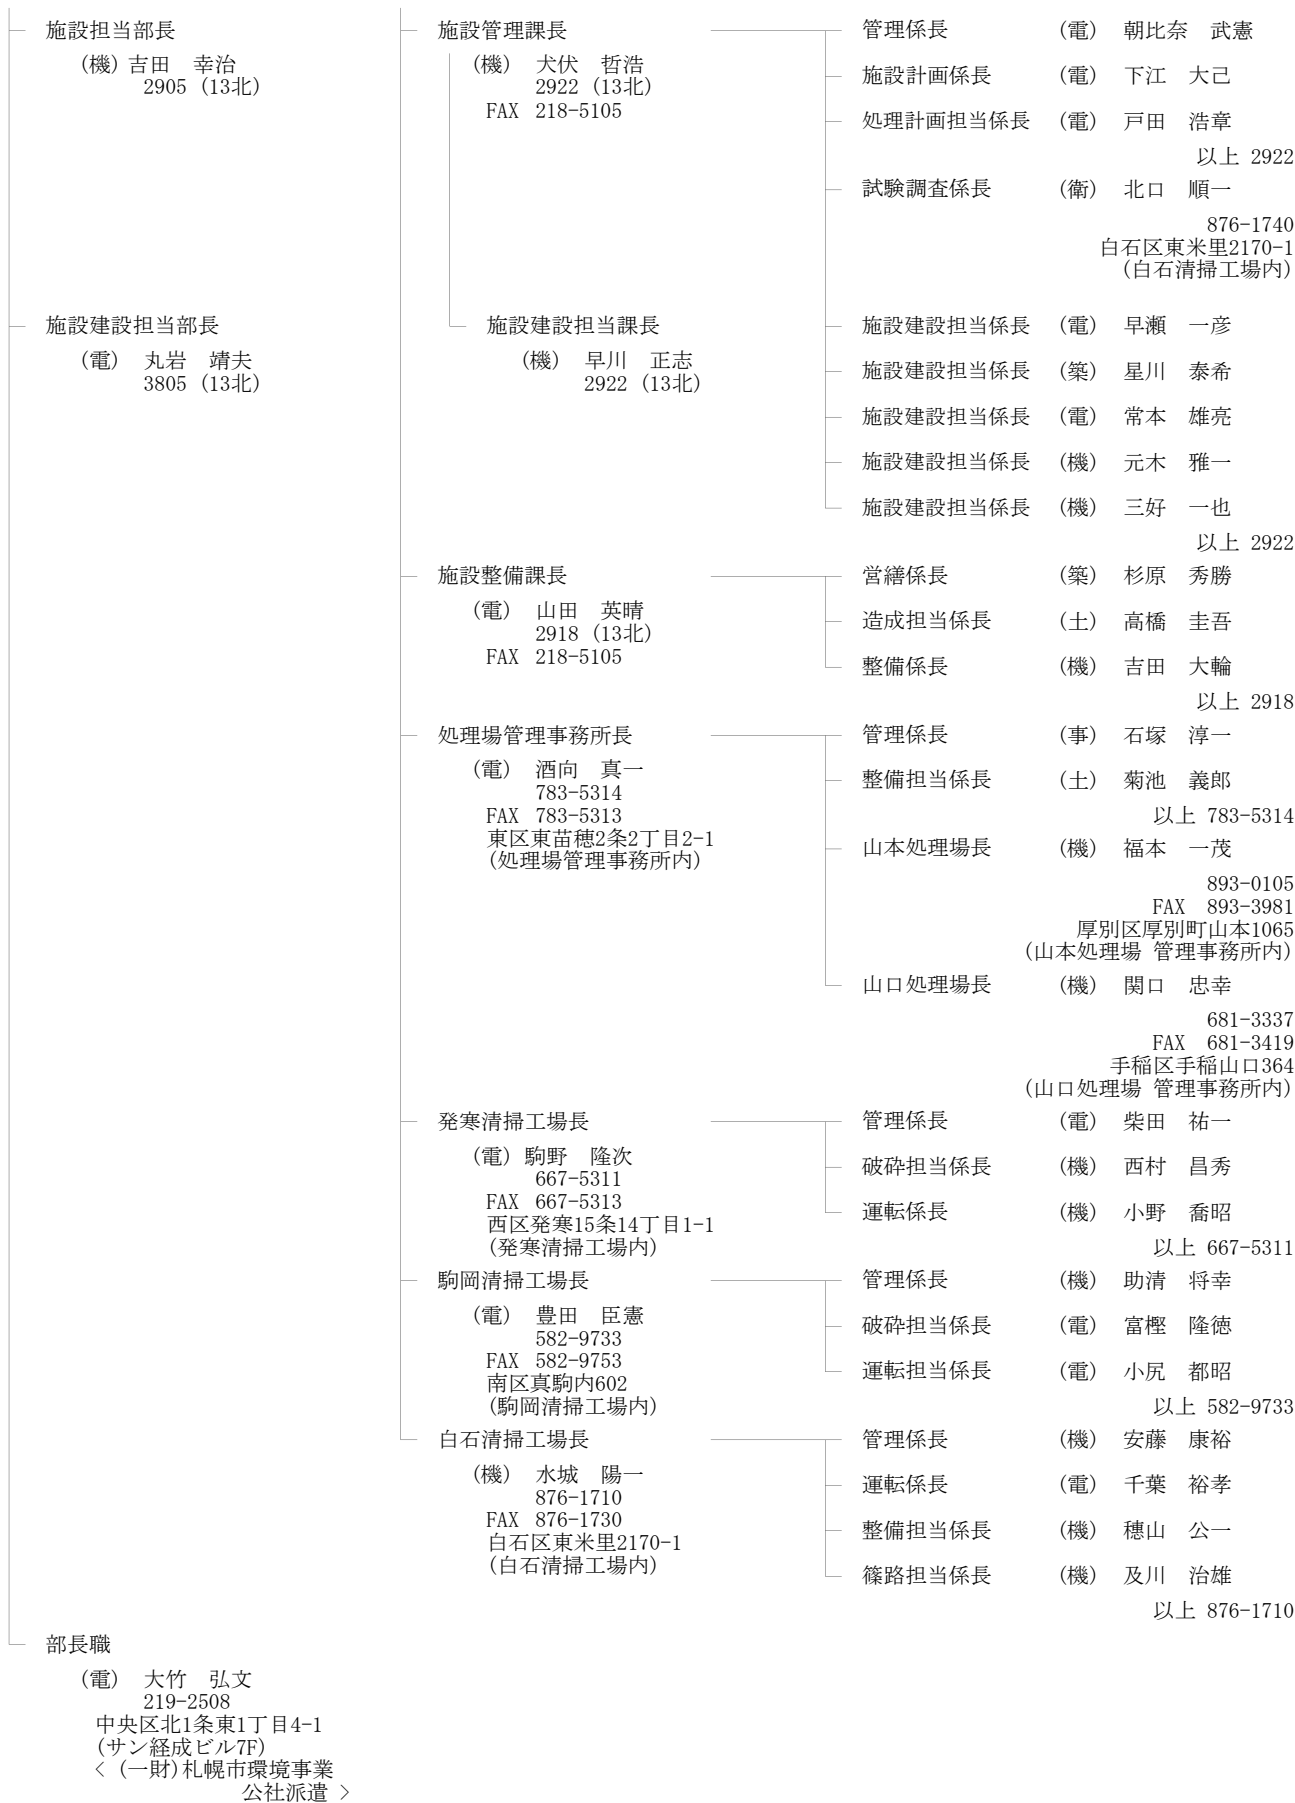 施設担当部長
(機) 吉田　幸治
2905 (13北)
施設建設担当部長
(電)　丸岩　靖夫
3805 (13北)
部長職
(電)　大竹　弘文
219-2508
中央区北1条東1丁目4-1
(サン経成ビル7F)
< (一財)札幌市環境事業
公社派遣 >
施設管理課長
(機)　犬伏　哲浩
2922 (13北)
FAX 218-5105
施設建設担当課長
(機)　早川　正志
2922 (13北)
施設整備課長
(電)　山田　英晴
2918 (13北)
FAX 218-5105
処理場管理事務所長
(電)　酒向　真一
783-5314
FAX 783-5313
東区東苗穂2条2丁目2-1
(処理場管理事務所内)
発寒清掃工場長
(電) 駒野　隆次
667-5311
FAX 667-5313
西区発寒15条14丁目1-1
(発寒清掃工場内)
駒岡清掃工場長
(電)　豊田　臣憲
582-9733
FAX 582-9753
南区真駒内602
(駒岡清掃工場内)
白石清掃工場長
(機)　水城　陽一
876-1710
FAX 876-1730
白石区東米里2170-1
(白石清掃工場内)
管理係長　(電)　朝比奈　武憲
施設計画係長　(電)　下江　大己
処理計画担当係長　(電)　戸田　浩章
以上 2922
試験調査係長　(衛)　北口　順一
876-1740
白石区東米里2170-1
(白石清掃工場内)
施設建設担当係長　(電)　早瀬　一彦
施設建設担当係長　(築)　星川　泰希
施設建設担当係長　(電)　常本　雄亮
施設建設担当係長　(機)　元木　雅一
施設建設担当係長　(機)　三好　一也
以上 2922
営繕係長　(築)　杉原　秀勝
造成担当係長　(土)　高橋　圭吾
整備係長　(機)　吉田　大輪
以上 2918
管理係長　(事)　石塚　淳一
整備担当係長　(土)　菊池　義郎
以上 783-5314
山本処理場長　(機)　福本　一茂
893-0105
FAX 893-3981
厚別区厚別町山本1065
(山本処理場 管理事務所内)
山口処理場長　(機)　関口　忠幸
681-3337
FAX 681-3419
手稲区手稲山口364
(山口処理場 管理事務所内)
管理係長　(電)　柴田　祐一
破砕担当係長　(機)　西村　昌秀
運転係長　(機)　小野　喬昭
以上 667-5311
管理係長　(機)　助清　将幸
破砕担当係長　(電)　富樫　隆徳
運転担当係長　(電)　小尻　都昭
以上 582-9733
管理係長　(機)　安藤　康裕
運転係長　(電)　千葉　裕孝
整備担当係長　(機)　穂山　公一
篠路担当係長　(機)　及川　治雄
以上 876-1710